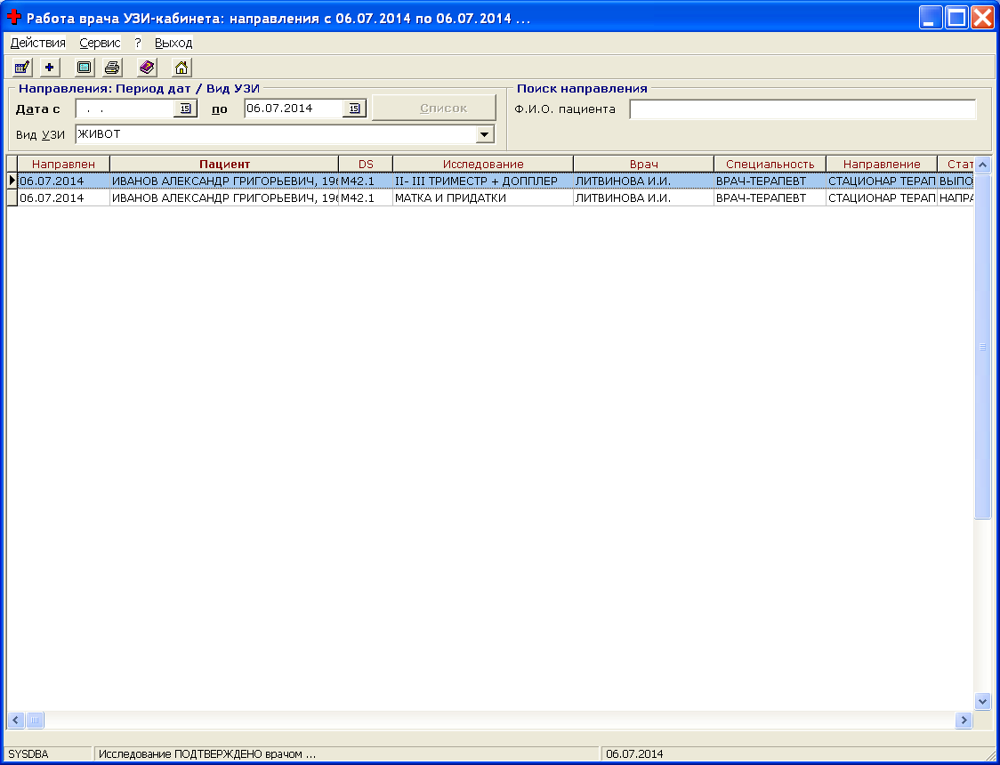 Работа врача УЗИ-кабинета: направления с 06.07.2014 по 06.07.2014 ...
Действия Сервис ? Выход
Направления: Период дат / Вид УЗИ
Поиск направления
Дата с . . 15 по 06.07.2014 15 Список
Ф.И.О. пациента
Вид УЗИ ЖИВОТ
Направлен Пациент DS Исследование Врач Специальность Направление Стат
06.07.2014 ИВАНОВ АЛЕКСАНДР ГРИГОРЬЕВИЧ, 196 M42.1 II- III ТРИМЕСТР + ДОППЛЕР ЛИТВИНОВА И.И. ВРАЧ-ТЕРАПЕВТ СТАЦИОНАР ТЕРАП ВЫПО
06.07.2014 ИВАНОВ АЛЕКСАНДР ГРИГОРЬЕВИЧ, 196 M42.1 МАТКА И ПРИДАТКИ ЛИТВИНОВА И.И. ВРАЧ-ТЕРАПЕВТ СТАЦИОНАР ТЕРАП НАПРА
SYSDBA Исследование ПОДТВЕРЖДЕНО врачом ... 06.07.2014